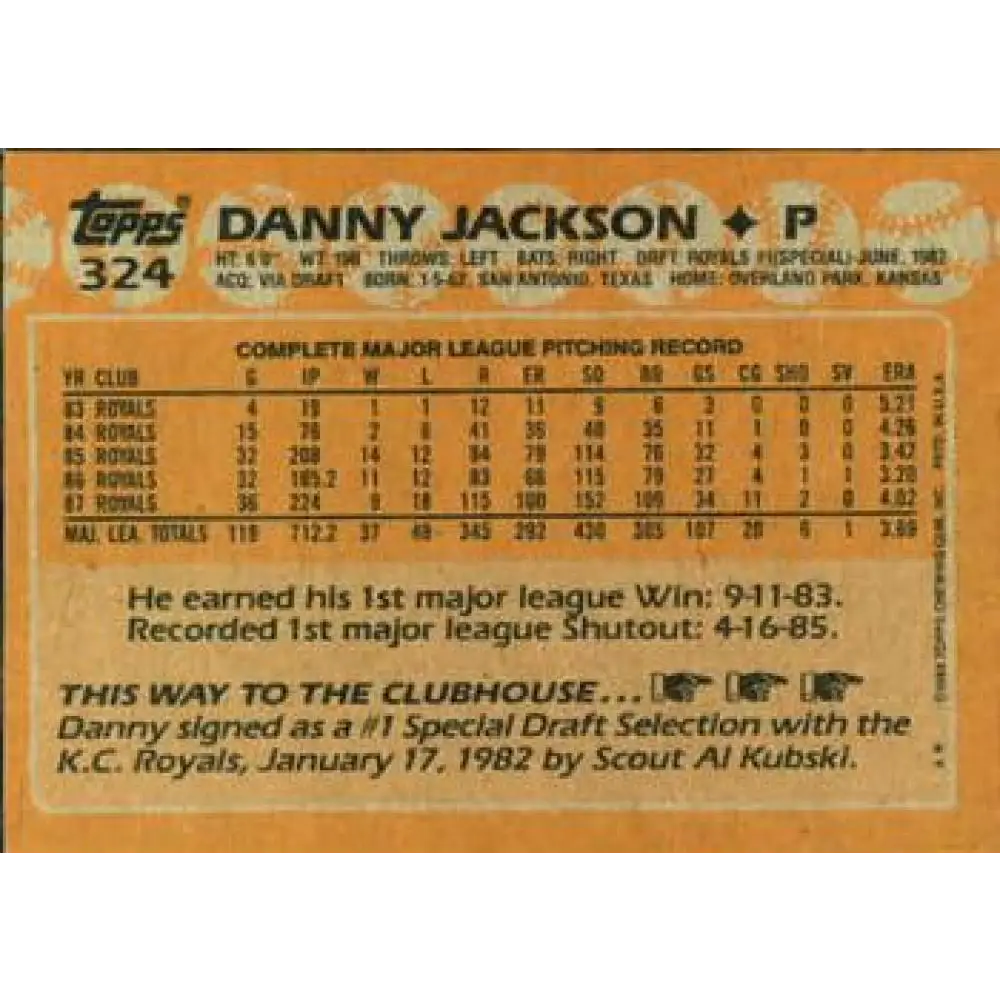 Topps®
324
DANNY JACKSON ♦ P
HT. 6'0" WT. 190 THROWS: LEFT BATS: RIGHT DRFT: ROYALS #1(SPECIAL)-JUNE, 1982
ACQ: VIA DRAFT BORN: 1-5-62, SAN ANTONIO, TEXAS HOME: OVERLAND PARK, KANSAS
COMPLETE MAJOR LEAGUE PITCHING RECORD
YR CLUB G IP W L R ER SO BB GS CG SHO SV ERA
83 ROYALS 4 19 1 1 12 11 9 6 3 0 0 0 5.21
84 ROYALS 15 76 2 6 41 36 40 35 11 1 0 0 4.26
85 ROYALS 32 208 14 12 94 79 114 76 32 4 3 0 3.42
86 ROYALS 32 185.2 11 12 83 66 115 79 27 4 1 1 3.20
87 ROYALS 36 224 9 18 115 100 152 109 34 11 2 0 4.02
MAJ. LEA. TOTALS 119 712.2 37 49 345 292 430 305 107 20 6 1 3.69
He earned his 1st major league Win: 9-11-83.
Recorded 1st major league Shutout: 4-16-85.
THIS WAY TO THE CLUBHOUSE...
Danny signed as a #1 Special Draft Selection with the
K.C. Royals, January 17, 1982 by Scout Al Kubski.
TOPPS CHEWING GUM, INC. PRTD. IN U.S.A.